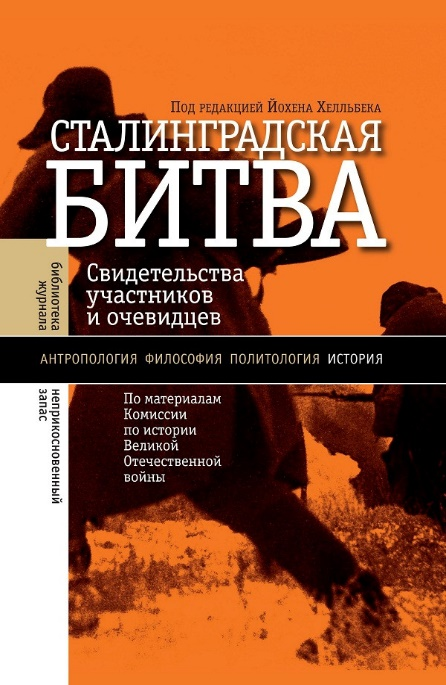 Под редакцией Йохена Хелльбека
СТАЛИНГРАДСКАЯ
БИТВА
Свидетельства
участников
и очевидцев
библиотека
журнала
АНТРОПОЛОГИЯ ФИЛОСОФИЯ ПОЛИТОЛОГИЯ ИСТОРИЯ
неприкосновенный
запас
По материалам
Комиссии
по истории
Великой
Отечественной
войны